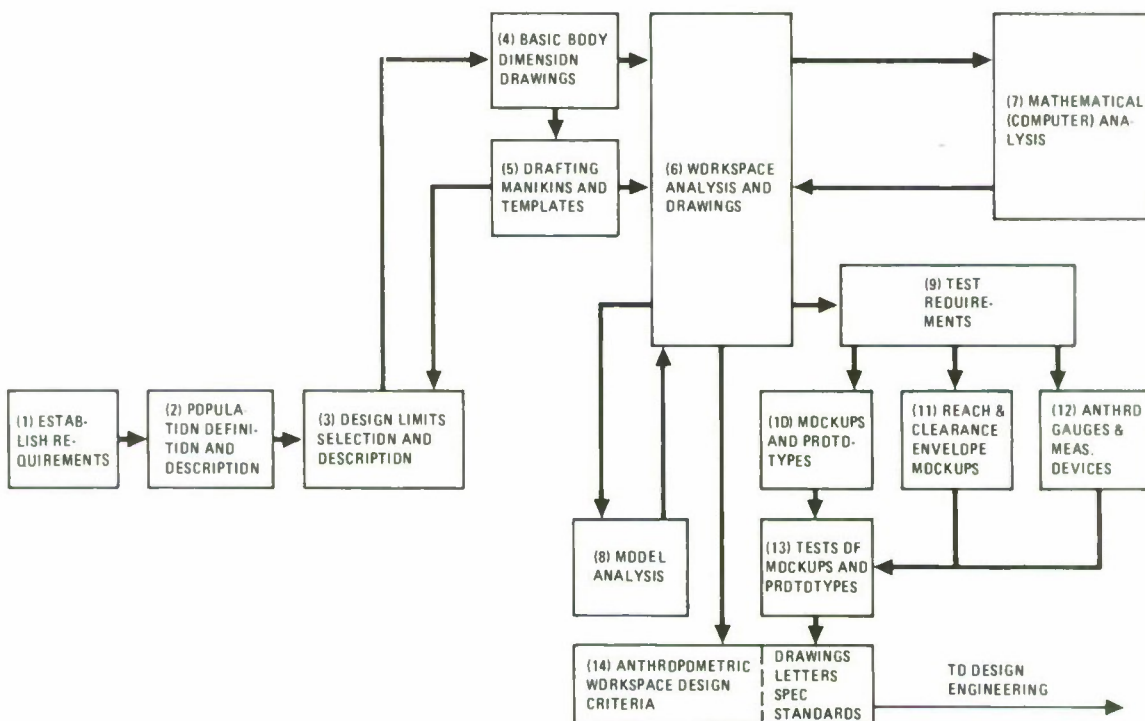 (4) BASIC BODY
DIMENSION
DRAWINGS
(7) MATHEMATICAL
(COMPUTER) ANA-
LYSIS
(5) DRAFTING
MANIKINS AND
TEMPLATES
(6) WORKSPACE
ANALYSIS AND
DRAWINGS
(9) TEST
REQUIRE-
MENTS
(1) ESTAB-
LISH RE-
QUIREMENTS
(2) POPULA-
TION DEFINI-
TION AND
DESCRIPTION
(3) DESIGN LIMITS
SELECTION AND
DESCRIPTION
(10) MOCKUPS
AND PROTO-
TYPES
(11) REACH &
CLEARANCE
ENVELOPE
MOCKUPS
(12) ANTHRO
GAUGES &
MEAS.
DEVICES
(8) MODEL
ANALYSIS
(13) TESTS OF
MOCKUPS AND
PROTOTYPES
(14) ANTHROPOMETRIC
WORKSPACE DESIGN
CRITERIA
DRAWINGS
LETTERS
SPEC
STANDARDS
TO DESIGN
ENGINEERING